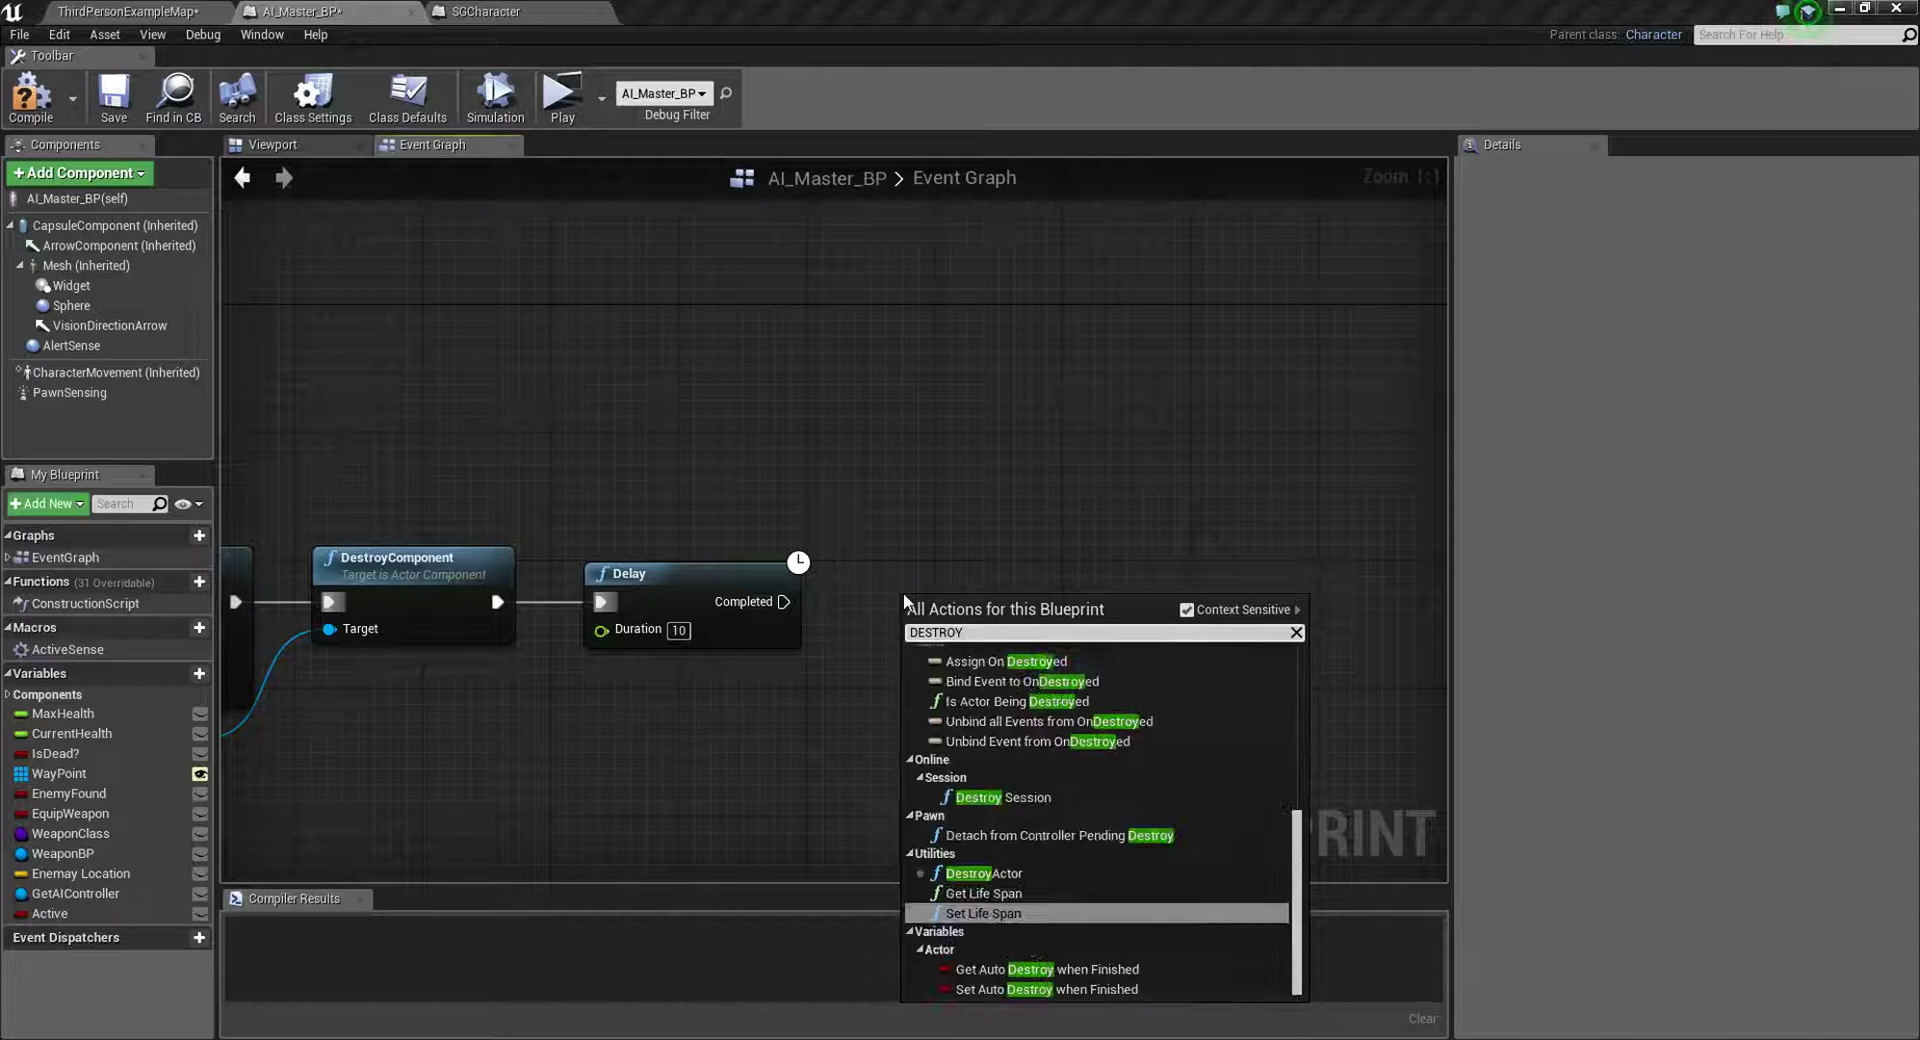 ThirdPersonExampleMap*
AI_Master_BP*
SGCharacter
File Edit Asset View Debug Window Help
Parent class: Character
Search For Help
Toolbar
Compile
Save
Find in CB
Search
Class Settings
Class Defaults
Simulation
Play
AI_Master_BP
Debug Filter
Components
+Add Component
AI_Master_BP(self)
CapsuleComponent (Inherited)
ArrowComponent (Inherited)
Mesh (Inherited)
Widget
Sphere
VisionDirectionArrow
AlertSense
CharacterMovement (Inherited)
PawnSensing
My Blueprint
+Add New
Search
Graphs
EventGraph
Functions (31 Overridable)
ConstructionScript
Macros
ActiveSense
Variables
Components
MaxHealth
CurrentHealth
IsDead?
WayPoint
EnemyFound
EquipWeapon
WeaponClass
WeaponBP
Enemay Location
GetAIController
Active
Event Dispatchers
Viewport
Event Graph
AI_Master_BP > Event Graph
Zoom 1:1
DestroyComponent
Target is Actor Component
Target
Delay
Completed
Duration 10
All Actions for this Blueprint
Context Sensitive
DESTROY
Assign On Destroyed
Bind Event to OnDestroyed
Is Actor Being Destroyed
Unbind all Events from OnDestroyed
Unbind Event from OnDestroyed
Online
Session
Destroy Session
Pawn
Detach from Controller Pending Destroy
Utilities
DestroyActor
Get Life Span
Set Life Span
Variables
Actor
Get Auto Destroy when Finished
Set Auto Destroy when Finished
PRINT
Compiler Results
Clear
Details